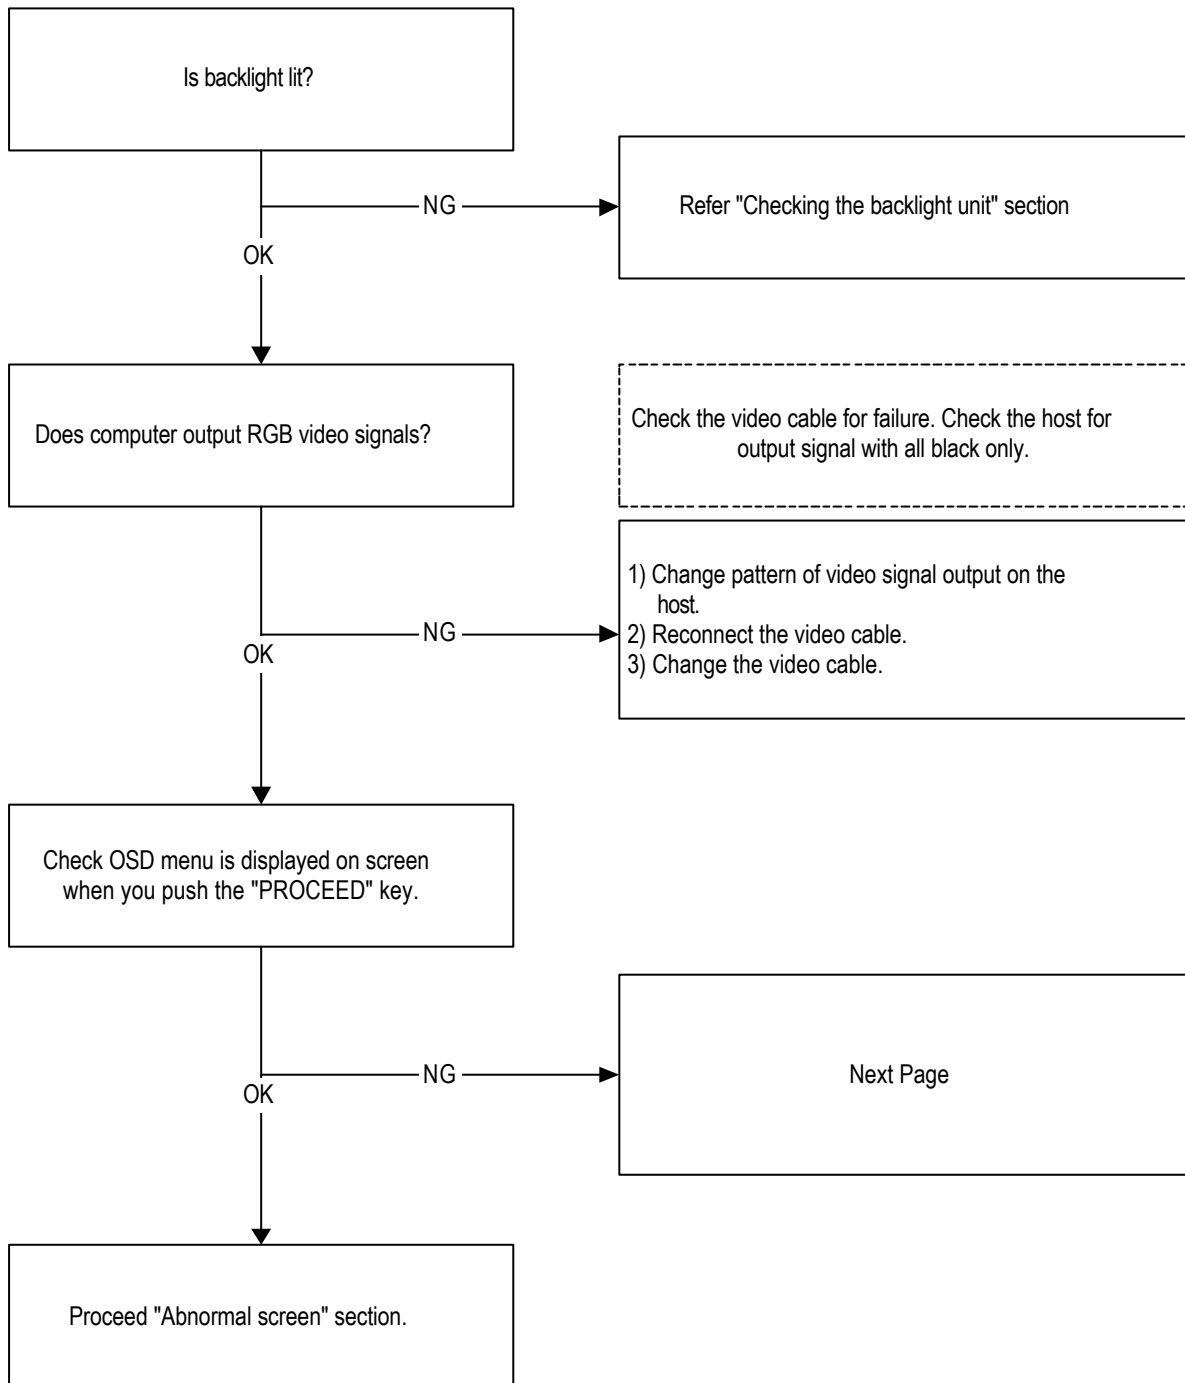 Is backlight lit?
NG
Refer "Checking the backlight unit" section
OK
Does computer output RGB video signals?
Check the video cable for failure. Check the host for
output signal with all black only.
1) Change pattern of video signal output on the
host.
2) Reconnect the video cable.
3) Change the video cable.
NG
OK
Check OSD menu is displayed on screen
when you push the "PROCEED" key.
NG
Next Page
OK
Proceed "Abnormal screen" section.